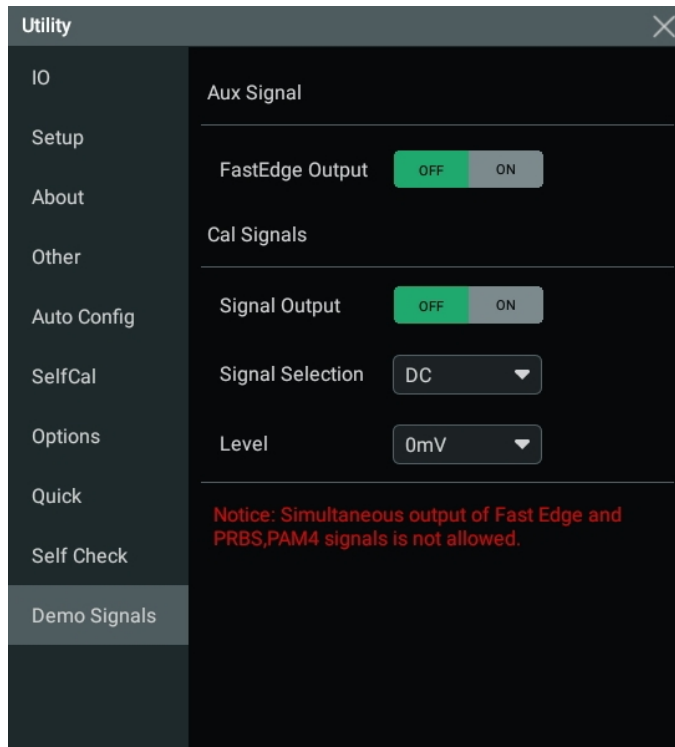 Utility
IO
Setup
About
Other
Auto Config
SelfCal
Options
Quick
Self Check
Demo Signals
Aux Signal
FastEdge Output OFF ON
Cal Signals
Signal Output OFF ON
Signal Selection DC
Level 0mV
Notice: Simultaneous output of Fast Edge and
PRBS,PAM4 signals is not allowed.